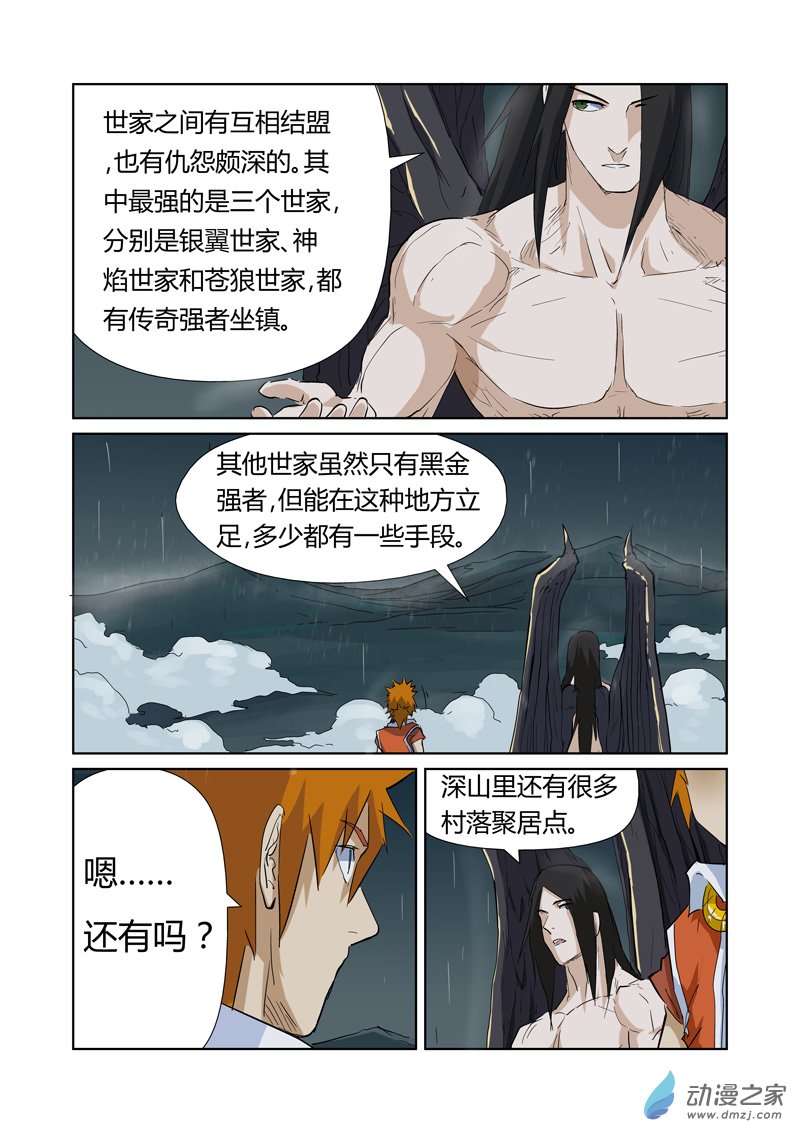 世家之间有互相结盟
，也有仇怨颇深的。其
中最强的是三个世家，
分别是银翼世家、神
焰世家和苍狼世家，都
有传奇强者坐镇。
其他世家虽然只有黑金
强者，但能在这种地方立
足，多少都有一些手段。
嗯……
还有吗？
深山里还有很多
村落聚居点。
动漫之家
www.dmzj.com